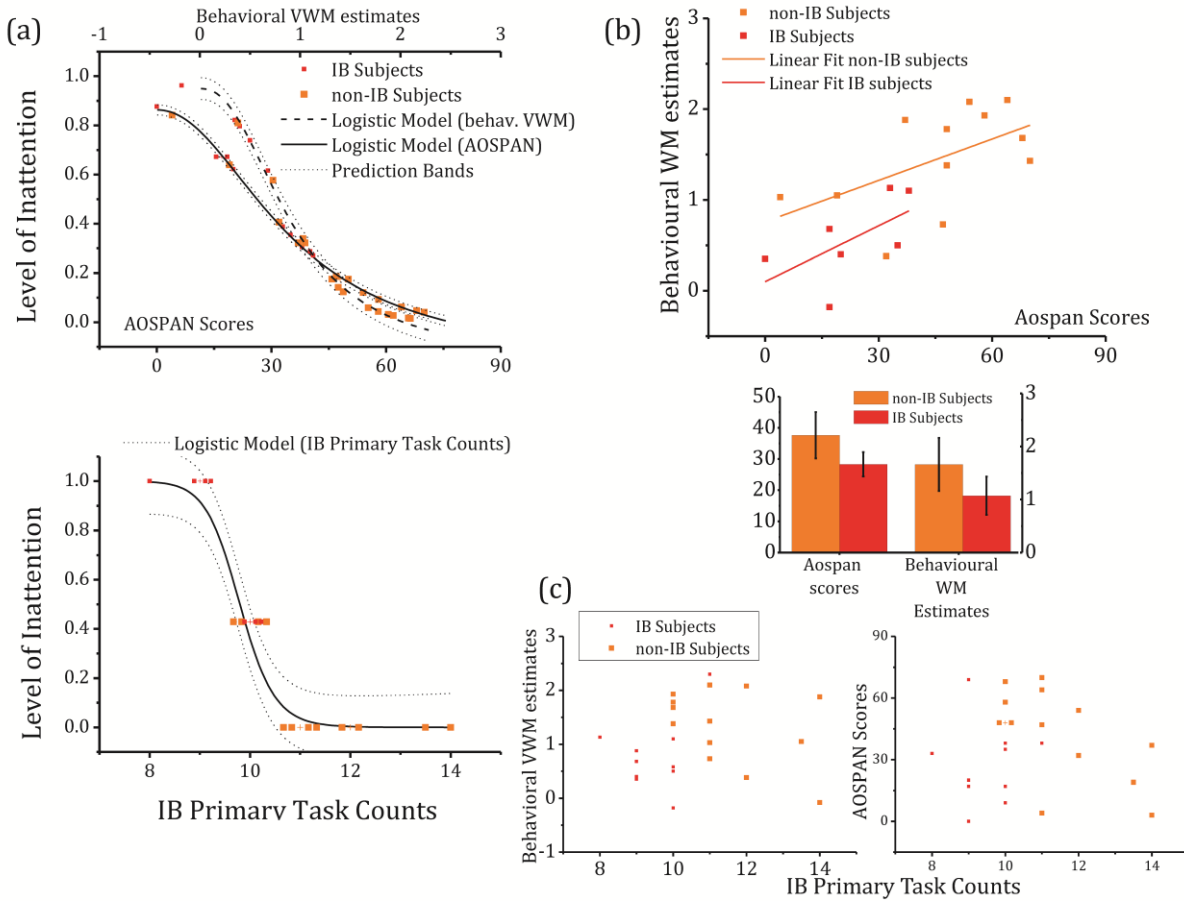 (a)
Behavioral VWM estimates
-1 0 1 2 3
IB Subjects
non-IB Subjects
Logistic Model (behav. VWM)
Logistic Model (AOSPAN)
Prediction Bands
Level of Inattention
1.0
0.8
0.6
0.4
0.2
0.0
AOSPAN Scores
0 30 60 90
Logistic Model (IB Primary Task Counts)
Level of Inattention
1.0
0.8
0.6
0.4
0.2
0.0
8 10 12 14
IB Primary Task Counts
(b)
non-IB Subjects
IB Subjects
Linear Fit non-IB subjects
Linear Fit IB subjects
Behavioural WM estimates
3
2
1
0
Aospan Scores
0 30 60 90
non-IB Subjects
IB Subjects
50
40
30
20
10
0
3
2
1
0
Aospan
scores
Behavioural
WM
Estimates
(c)
IB Subjects
non-IB Subjects
Behavioral VWM estimates
3
2
1
0
-1
8 10 12 14
AOSPAN Scores
90
60
30
0
8 10 12 14
IB Primary Task Counts